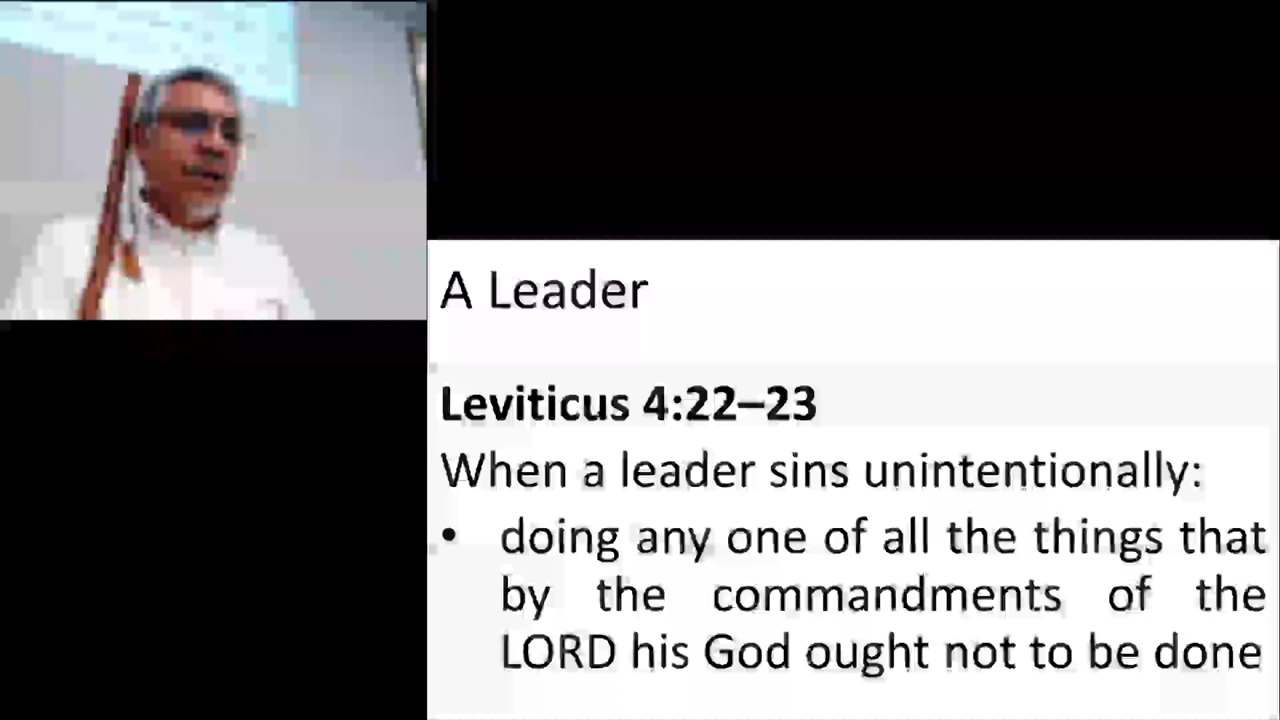 A Leader
Leviticus 4:22–23
When a leader sins unintentionally:
• doing any one of all the things that
by the commandments of the
LORD his God ought not to be done